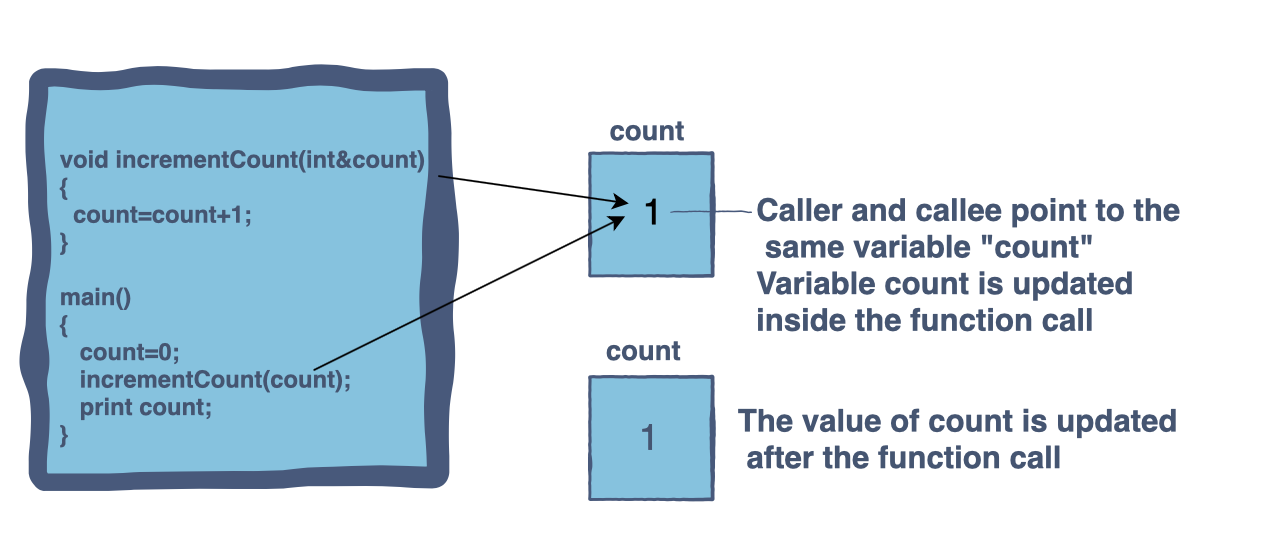 void incrementCount(int&count)
{
count=count+1;
}
main()
{
count=0;
incrementCount(count);
print count;
}
count
1
Caller and callee point to the
same variable "count"
Variable count is updated
inside the function call
count
1
The value of count is updated
after the function call